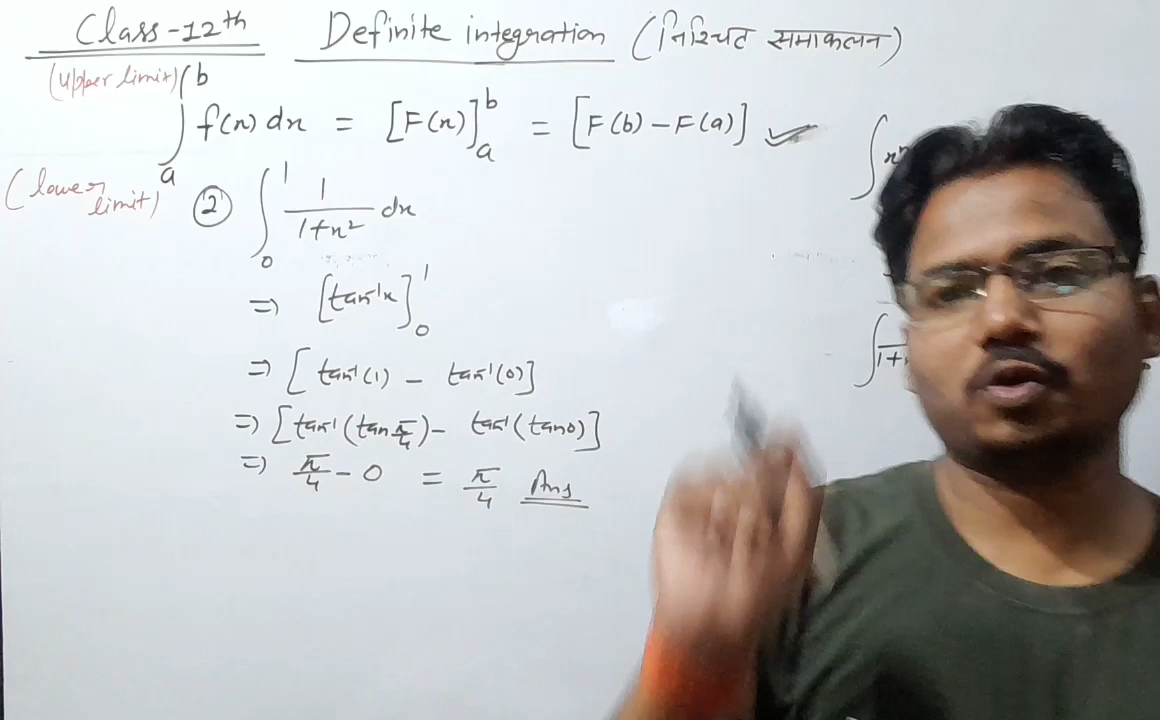 Class-12th Definite integration (निश्चित समाकलन)
(Upper limit) b
∫ f(x) dx = [F(x)]ₐᵇ = [F(b) - F(a)] ✓
a
(lower limit)
② ∫₀¹ 1/(1+x²) dx
⇒ [tan⁻¹x]₀¹
⇒ [tan⁻¹(1) - tan⁻¹(0)]
⇒ [tan⁻¹(tan π/4) - tan⁻¹(tan0)]
⇒ π/4 - 0 = π/4 Ans
∫ xⁿ
∫ 1+